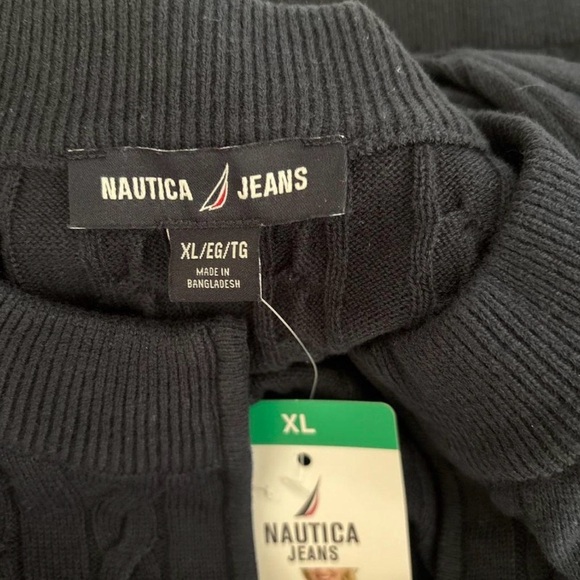 NAUTICA JEANS
XL/EG/TG
MADE IN
BANGLADESH
XL
NAUTICA
JEANS